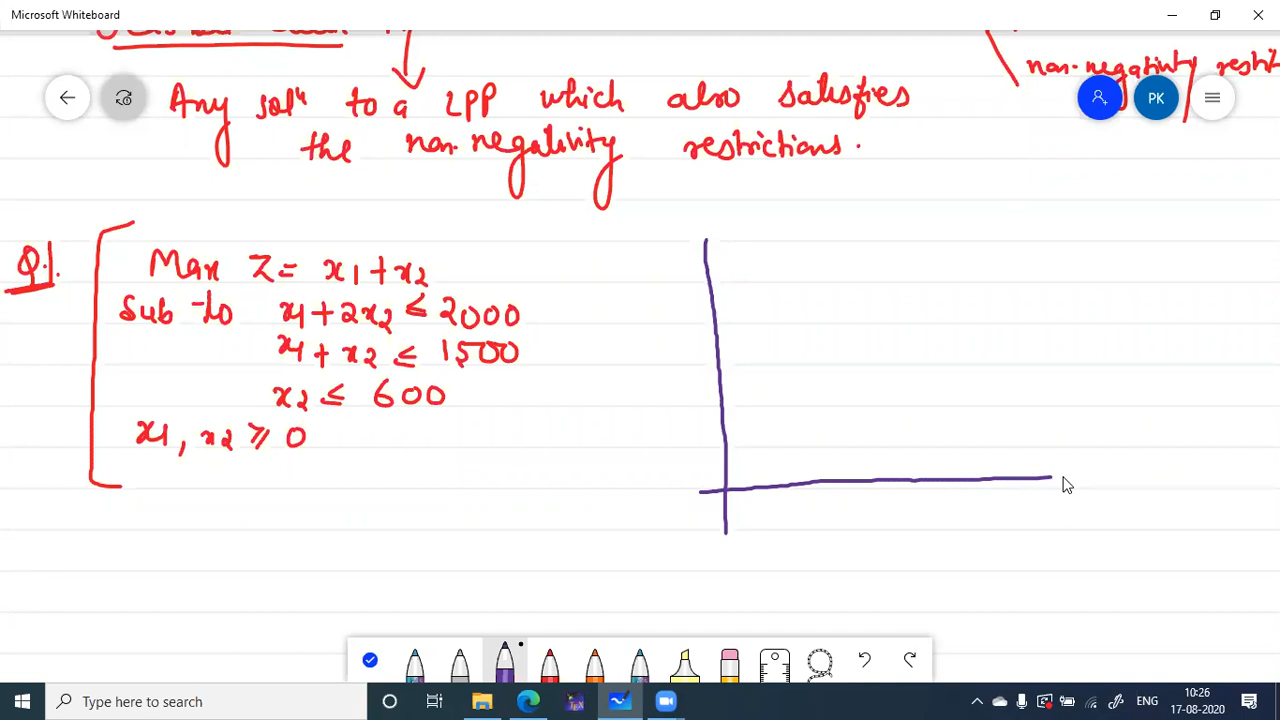 Microsoft Whiteboard
non-negativity
Any solⁿ to a LPP which also satisfies
PK
the non-negativity restrictions.
Q.1.
Max Z = x1 + x2
Sub to x1 + 2x2 ≤ 2000
x1 + x2 ≤ 1500
x2 ≤ 600
x1, x2 ≥ 0
Type here to search
ENG
10:26
17-08-2020